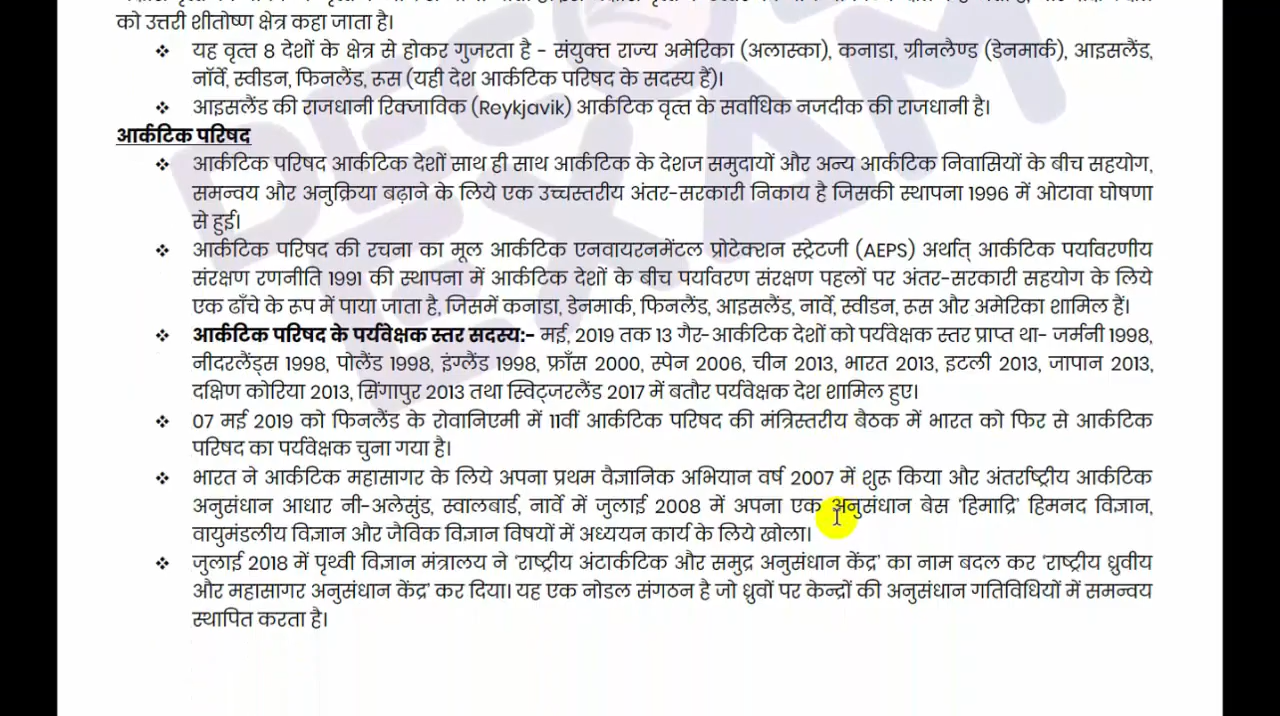 को उत्तरी शीतोष्ण क्षेत्र कहा जाता है।
❖ यह वृत्त 8 देशों के क्षेत्र से होकर गुजरता है - संयुक्त राज्य अमेरिका (अलास्का), कनाडा, ग्रीनलैण्ड (डेनमार्क), आइसलैंड,
नॉर्वे, स्वीडन, फिनलैंड, रूस (यही देश आर्कटिक परिषद के सदस्य हैं)।
❖ आइसलैंड की राजधानी रिक्जाविक (Reykjavik) आर्कटिक वृत्त के सर्वाधिक नजदीक की राजधानी है।
आर्कटिक परिषद
❖ आर्कटिक परिषद आर्कटिक देशों साथ ही साथ आर्कटिक के देशज समुदायों और अन्य आर्कटिक निवासियों के बीच सहयोग,
समन्वय और अनुक्रिया बढ़ाने के लिये एक उच्चस्तरीय अंतर-सरकारी निकाय है जिसकी स्थापना 1996 में ओटावा घोषणा
से हुई।
❖ आर्कटिक परिषद की रचना का मूल आर्कटिक एनवायरनमेंटल प्रोटेक्शन स्ट्रेटजी (AEPS) अर्थात् आर्कटिक पर्यावरणीय
संरक्षण रणनीति 1991 की स्थापना में आर्कटिक देशों के बीच पर्यावरण संरक्षण पहलों पर अंतर-सरकारी सहयोग के लिये
एक ढाँचे के रूप में पाया जाता है, जिसमें कनाडा, डेनमार्क, फिनलैंड, आइसलैंड, नार्वे, स्वीडन, रूस और अमेरिका शामिल हैं।
❖ आर्कटिक परिषद के पर्यवेक्षक स्तर सदस्य:- मई, 2019 तक 13 गैर-आर्कटिक देशों को पर्यवेक्षक स्तर प्राप्त था- जर्मनी 1998,
नीदरलैंड्स 1998, पोलैंड 1998, इंग्लैंड 1998, फ्राँस 2000, स्पेन 2006, चीन 2013, भारत 2013, इटली 2013, जापान 2013,
दक्षिण कोरिया 2013, सिंगापुर 2013 तथा स्विट्जरलैंड 2017 में बतौर पर्यवेक्षक देश शामिल हुए।
❖ 07 मई 2019 को फिनलैंड के रोवानिएमी में 11वीं आर्कटिक परिषद की मंत्रिस्तरीय बैठक में भारत को फिर से आर्कटिक
परिषद का पर्यवेक्षक चुना गया है।
❖ भारत ने आर्कटिक महासागर के लिये अपना प्रथम वैज्ञानिक अभियान वर्ष 2007 में शुरू किया और अंतर्राष्ट्रीय आर्कटिक
अनुसंधान आधार नी-अलेसुंड, स्वालबार्ड, नार्वे में जुलाई 2008 में अपना एक अनुसंधान बेस 'हिमाद्रि' हिमनद विज्ञान,
वायुमंडलीय विज्ञान और जैविक विज्ञान विषयों में अध्ययन कार्य के लिये खोला।
❖ जुलाई 2018 में पृथ्वी विज्ञान मंत्रालय ने 'राष्ट्रीय अंटार्कटिक और समुद्र अनुसंधान केंद्र' का नाम बदल कर 'राष्ट्रीय ध्रुवीय
और महासागर अनुसंधान केंद्र' कर दिया। यह एक नोडल संगठन है जो ध्रुवों पर केन्द्रों की अनुसंधान गतिविधियों में समन्वय
स्थापित करता है।
DECODE EXAM